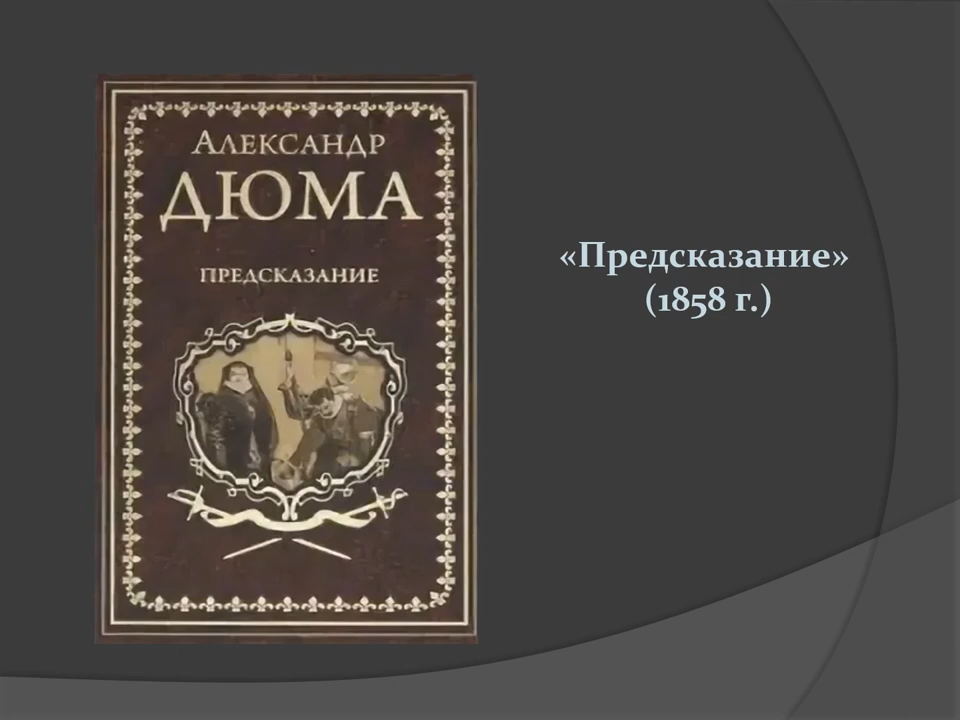 Александр
ДЮМА
ПРЕДСКАЗАНИЕ
«Предсказание»
(1858 г.)